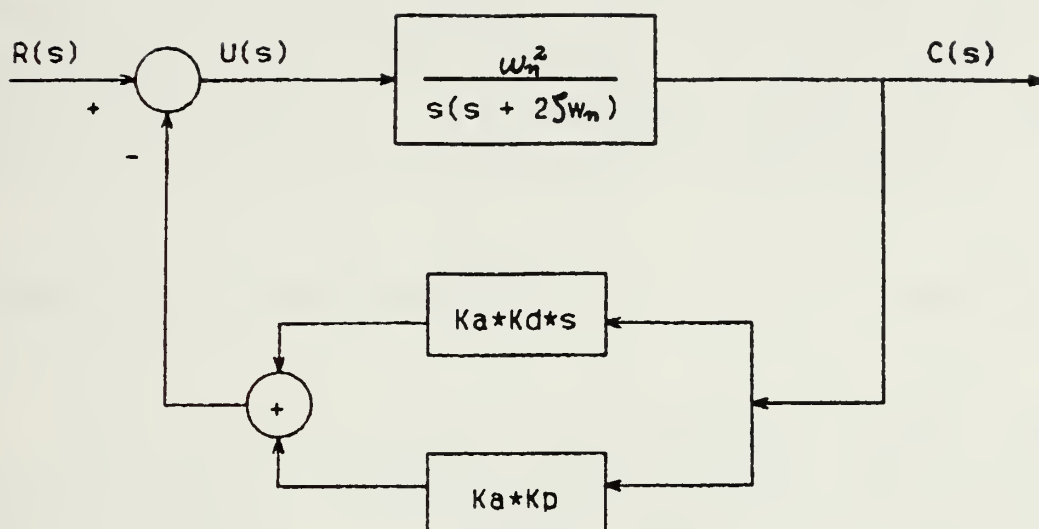 R(s)
U(s)
C(s)
+
-
ωn²
s(s + 2ζωn)
Ka*Kd*s
+
Ka*Kp